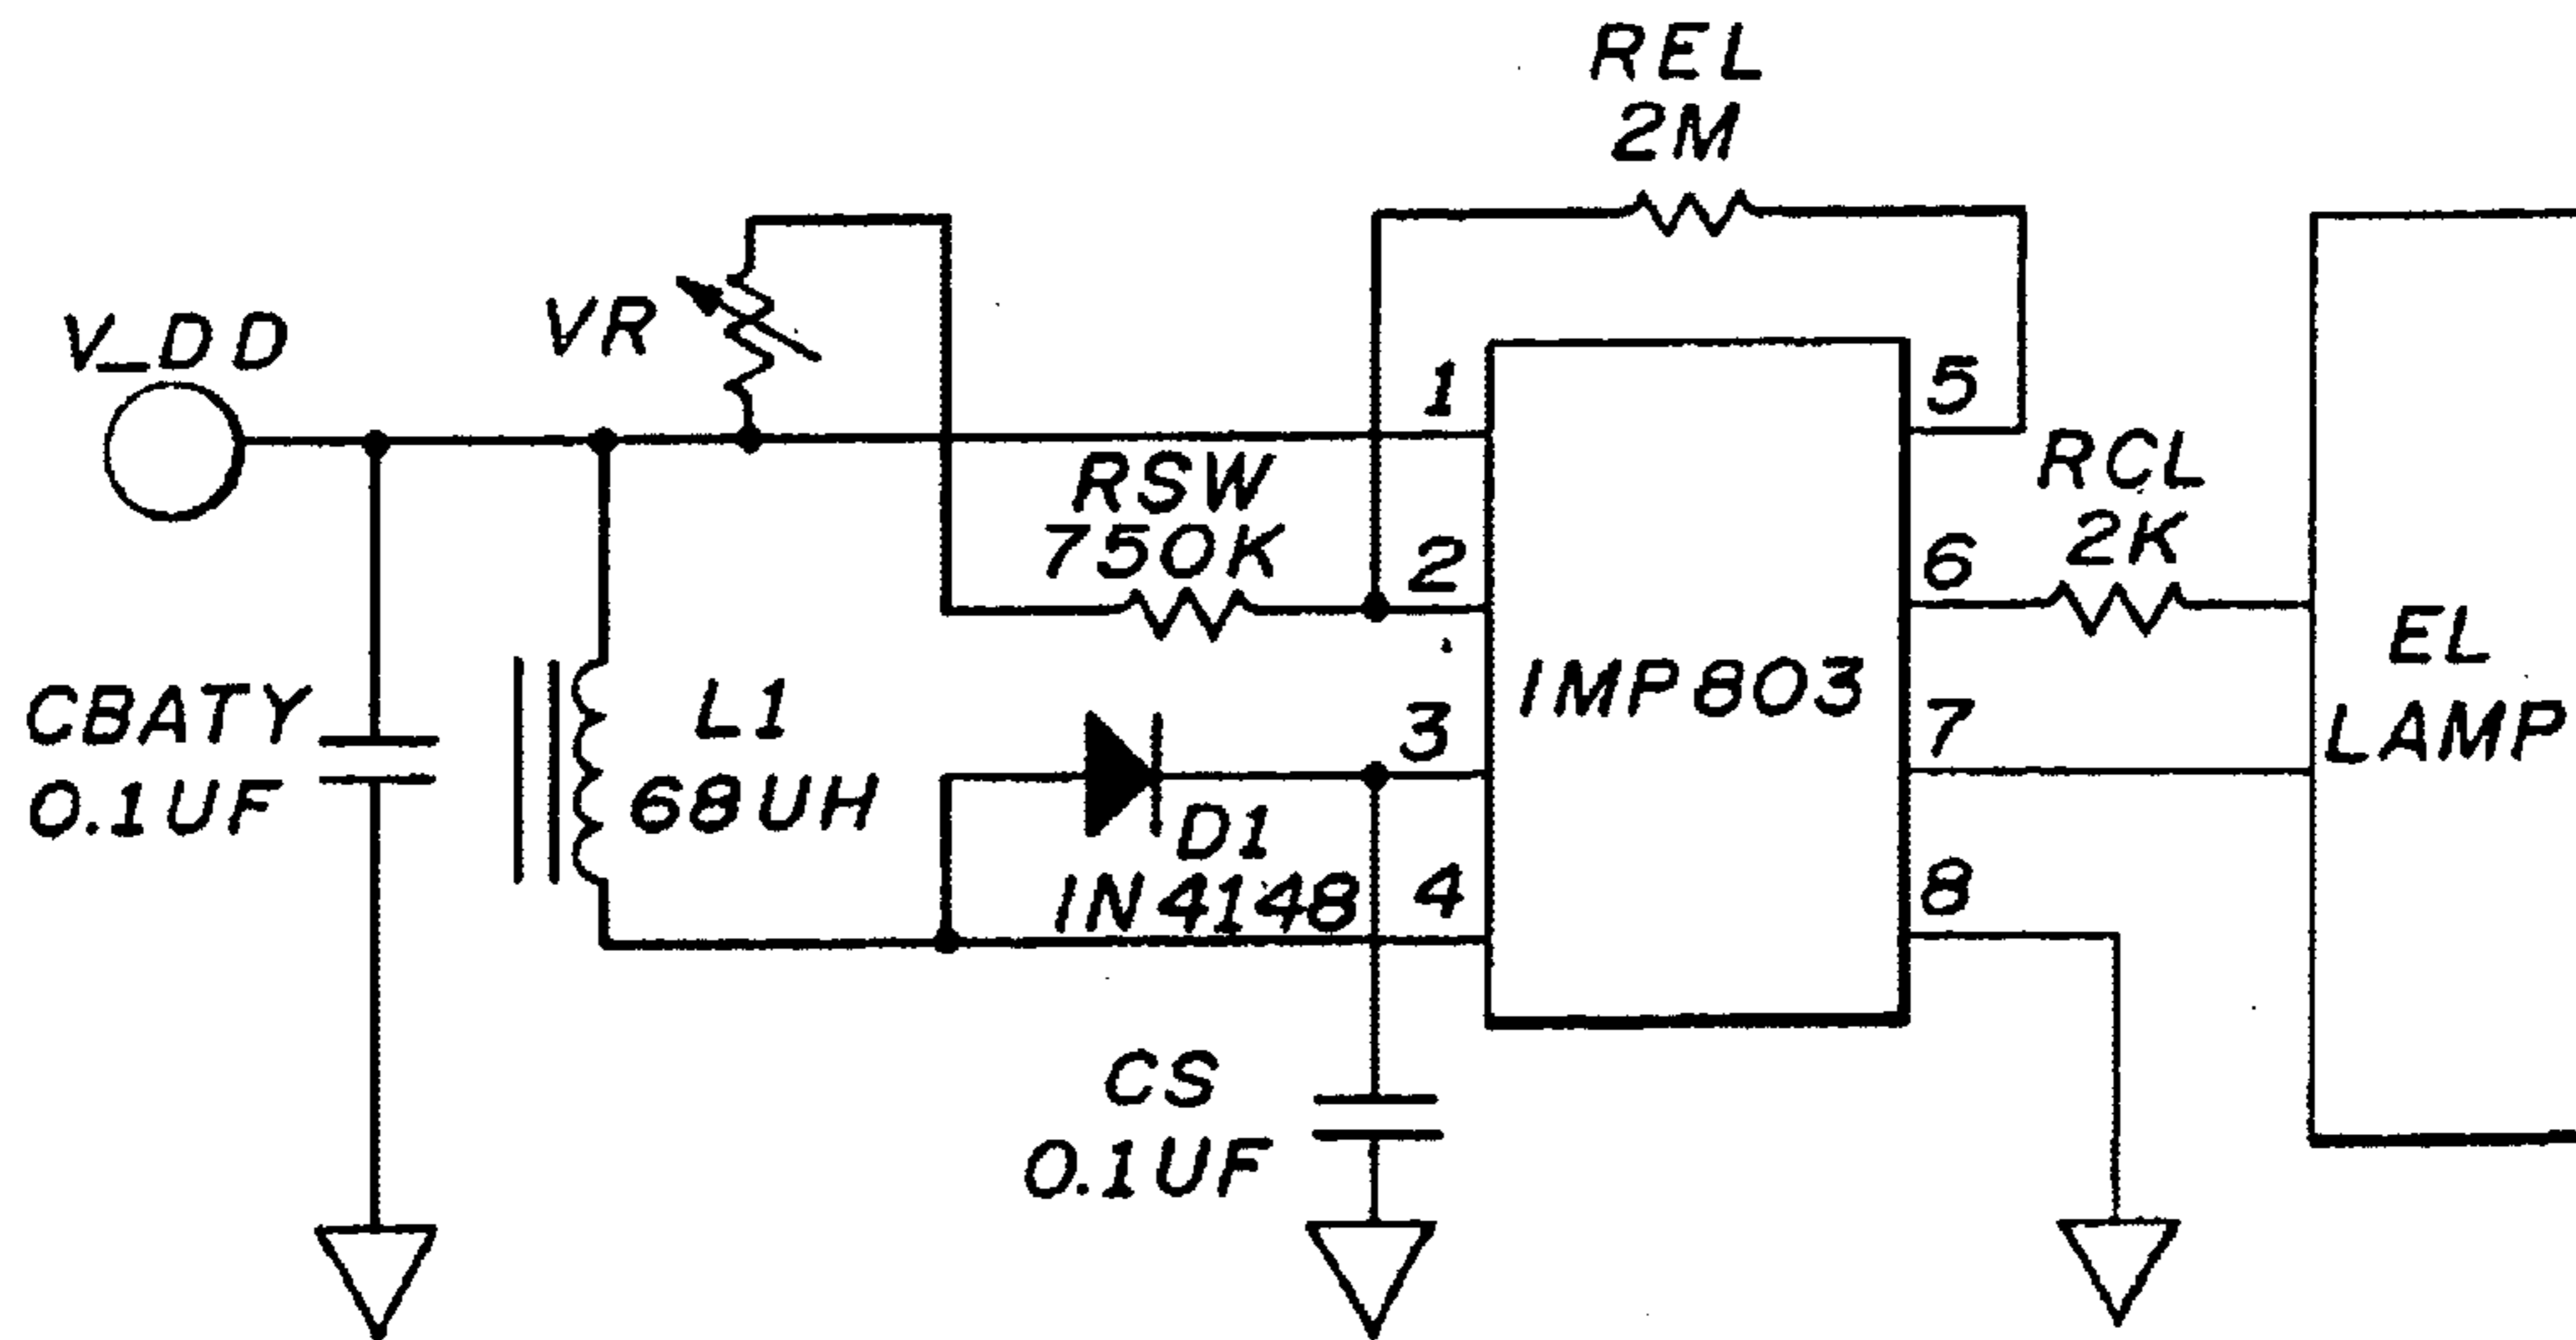 REL
2M
V_DD
VR
1
5
RSW
750K
RCL
2K
2
6
IMP803
EL
LAMP
CBATY
0.1UF
L1
68UH
3
7
D1
IN4148
4
8
CS
0.1UF